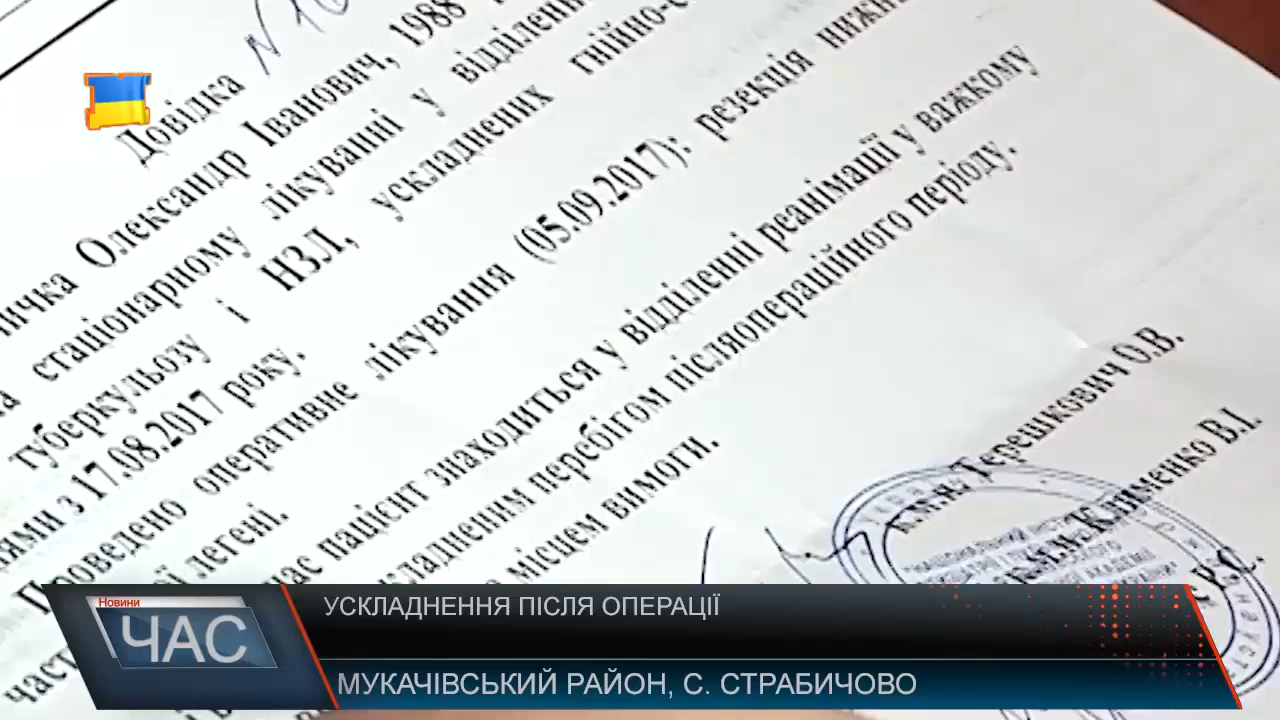 Довідка N
Олександр Іванович, 1988
стаціонарному лікуванні у
туберкульозу і НЗЛ, ускладнених гнійно-
з 17.08.2017 року.
Проведено оперативне лікування (05.09.2017): резекція
легені.
пацієнт знаходиться у відділенні реанімації у важкому
перебігом післяопераційного періоду.
місцем вимоги.
к.м.н. Терешкович О.В.
Клименко В.І.
Новини
ЧАС
УСКЛАДНЕННЯ ПІСЛЯ ОПЕРАЦІЇ
МУКАЧІВСЬКИЙ РАЙОН, С. СТРАБИЧОВО